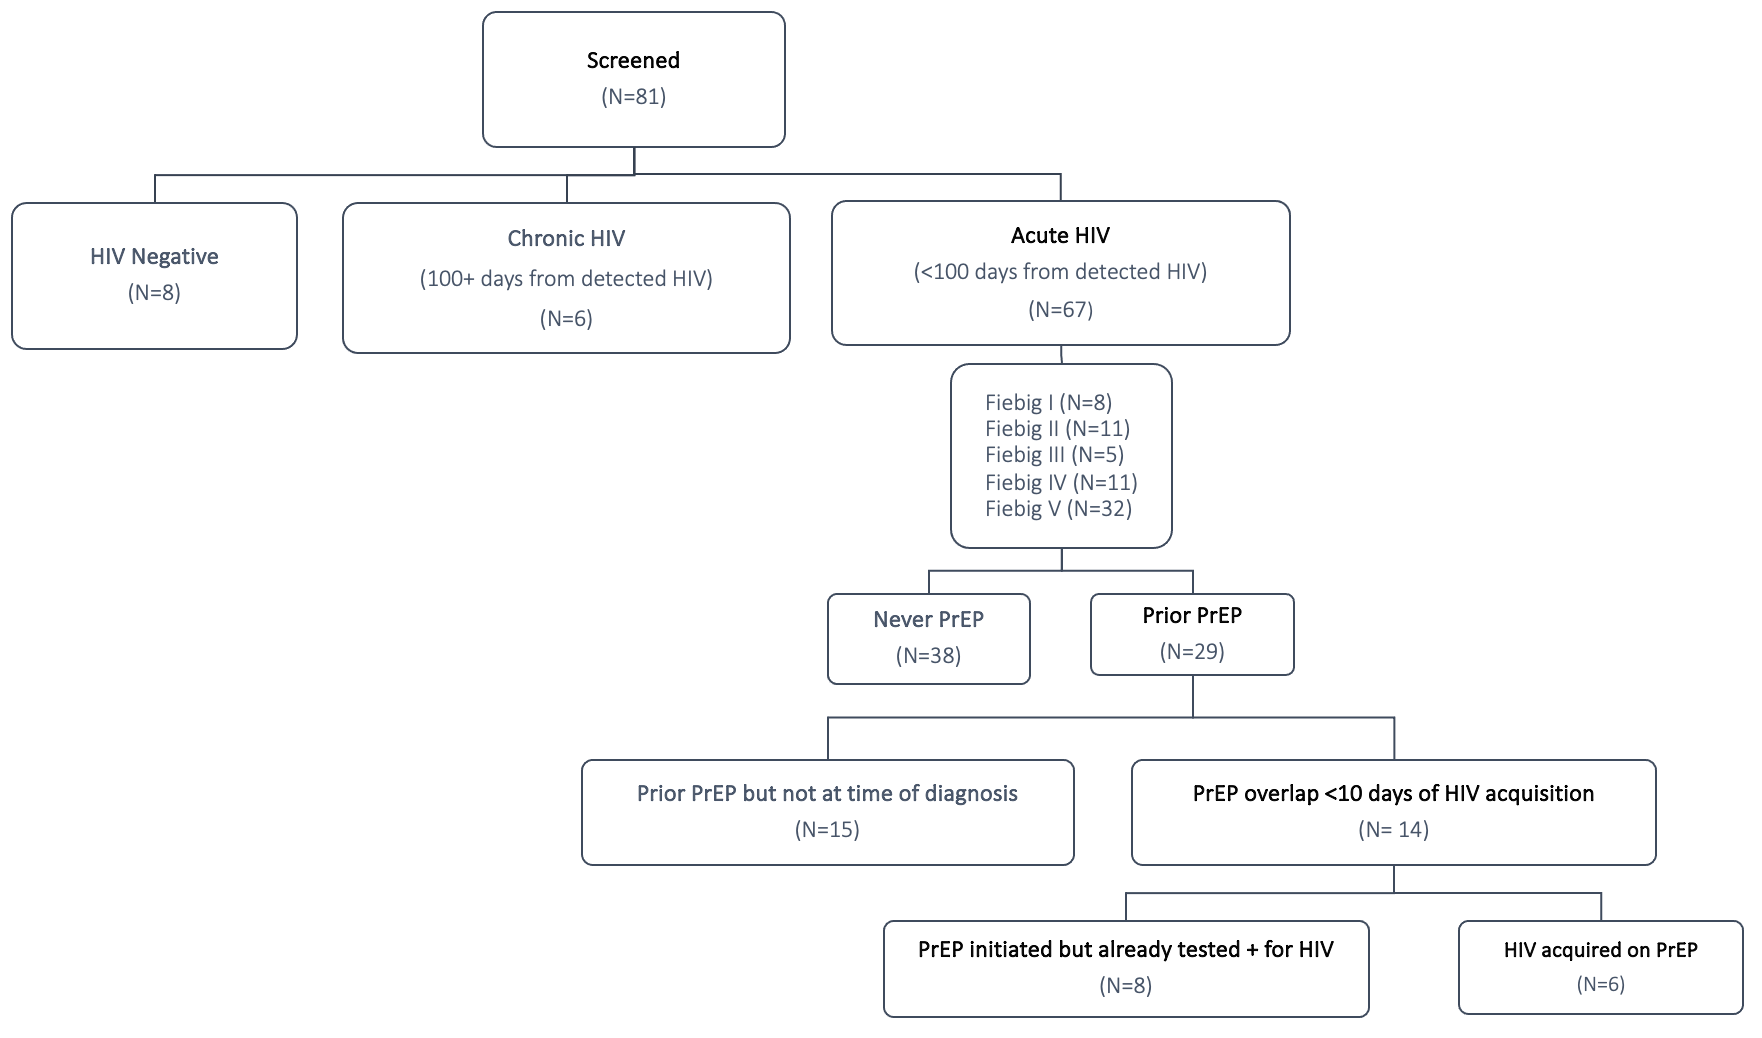 Screened
(N=81)
HIV Negative
(N=8)
Chronic HIV
(100+ days from detected HIV)
(N=6)
Acute HIV
(<100 days from detected HIV)
(N=67)
Fiebig I (N=8)
Fiebig II (N=11)
Fiebig III (N=5)
Fiebig IV (N=11)
Fiebig V (N=32)
Never PrEP
(N=38)
Prior PrEP
(N=29)
Prior PrEP but not at time of diagnosis
(N=15)
PrEP overlap <10 days of HIV acquisition
(N= 14)
PrEP initiated but already tested + for HIV
(N=8)
HIV acquired on PrEP
(N=6)